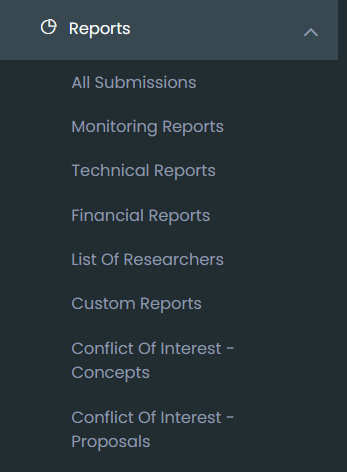 Reports
All Submissions
Monitoring Reports
Technical Reports
Financial Reports
List Of Researchers
Custom Reports
Conflict Of Interest -
Concepts
Conflict Of Interest -
Proposals